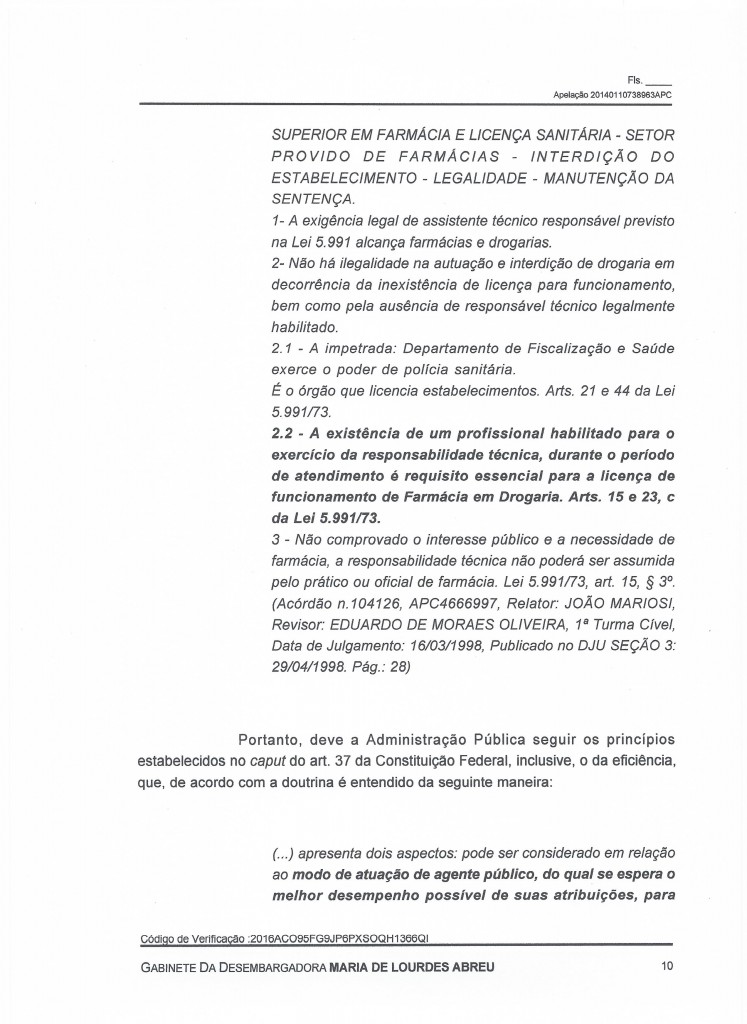 Fls. _____
Apelação 20140110738963APC
SUPERIOR EM FARMÁCIA E LICENÇA SANITÁRIA - SETOR
PROVIDO DE FARMÁCIAS - INTERDIÇÃO DO
ESTABELECIMENTO - LEGALIDADE - MANUTENÇÃO DA
SENTENÇA.
1- A exigência legal de assistente técnico responsável previsto
na Lei 5.991 alcança farmácias e drogarias.
2- Não há ilegalidade na autuação e interdição de drogaria em
decorrência da inexistência de licença para funcionamento,
bem como pela ausência de responsável técnico legalmente
habilitado.
2.1 - A impetrada: Departamento de Fiscalização e Saúde
exerce o poder de polícia sanitária.
É o órgão que licencia estabelecimentos. Arts. 21 e 44 da Lei
5.991/73.
2.2 - A existência de um profissional habilitado para o
exercício da responsabilidade técnica, durante o período
de atendimento é requisito essencial para a licença de
funcionamento de Farmácia em Drogaria. Arts. 15 e 23, c
da Lei 5.991/73.
3 - Não comprovado o interesse público e a necessidade de
farmácia, a responsabilidade técnica não poderá ser assumida
pelo prático ou oficial de farmácia. Lei 5.991/73, art. 15, § 3º.
(Acórdão n.104126, APC4666997, Relator: JOÃO MARIOSI,
Revisor: EDUARDO DE MORAES OLIVEIRA, 1ª Turma Cível,
Data de Julgamento: 16/03/1998, Publicado no DJU SEÇÃO 3:
29/04/1998. Pág.: 28)
Portanto, deve a Administração Pública seguir os princípios
estabelecidos no caput do art. 37 da Constituição Federal, inclusive, o da eficiência,
que, de acordo com a doutrina é entendido da seguinte maneira:
(...) apresenta dois aspectos: pode ser considerado em relação
ao modo de atuação de agente público, do qual se espera o
melhor desempenho possível de suas atribuições, para
Código de Verificação :2016ACO95FG9JP6PXSOQH1366QI
GABINETE DA DESEMBARGADORA MARIA DE LOURDES ABREU 10